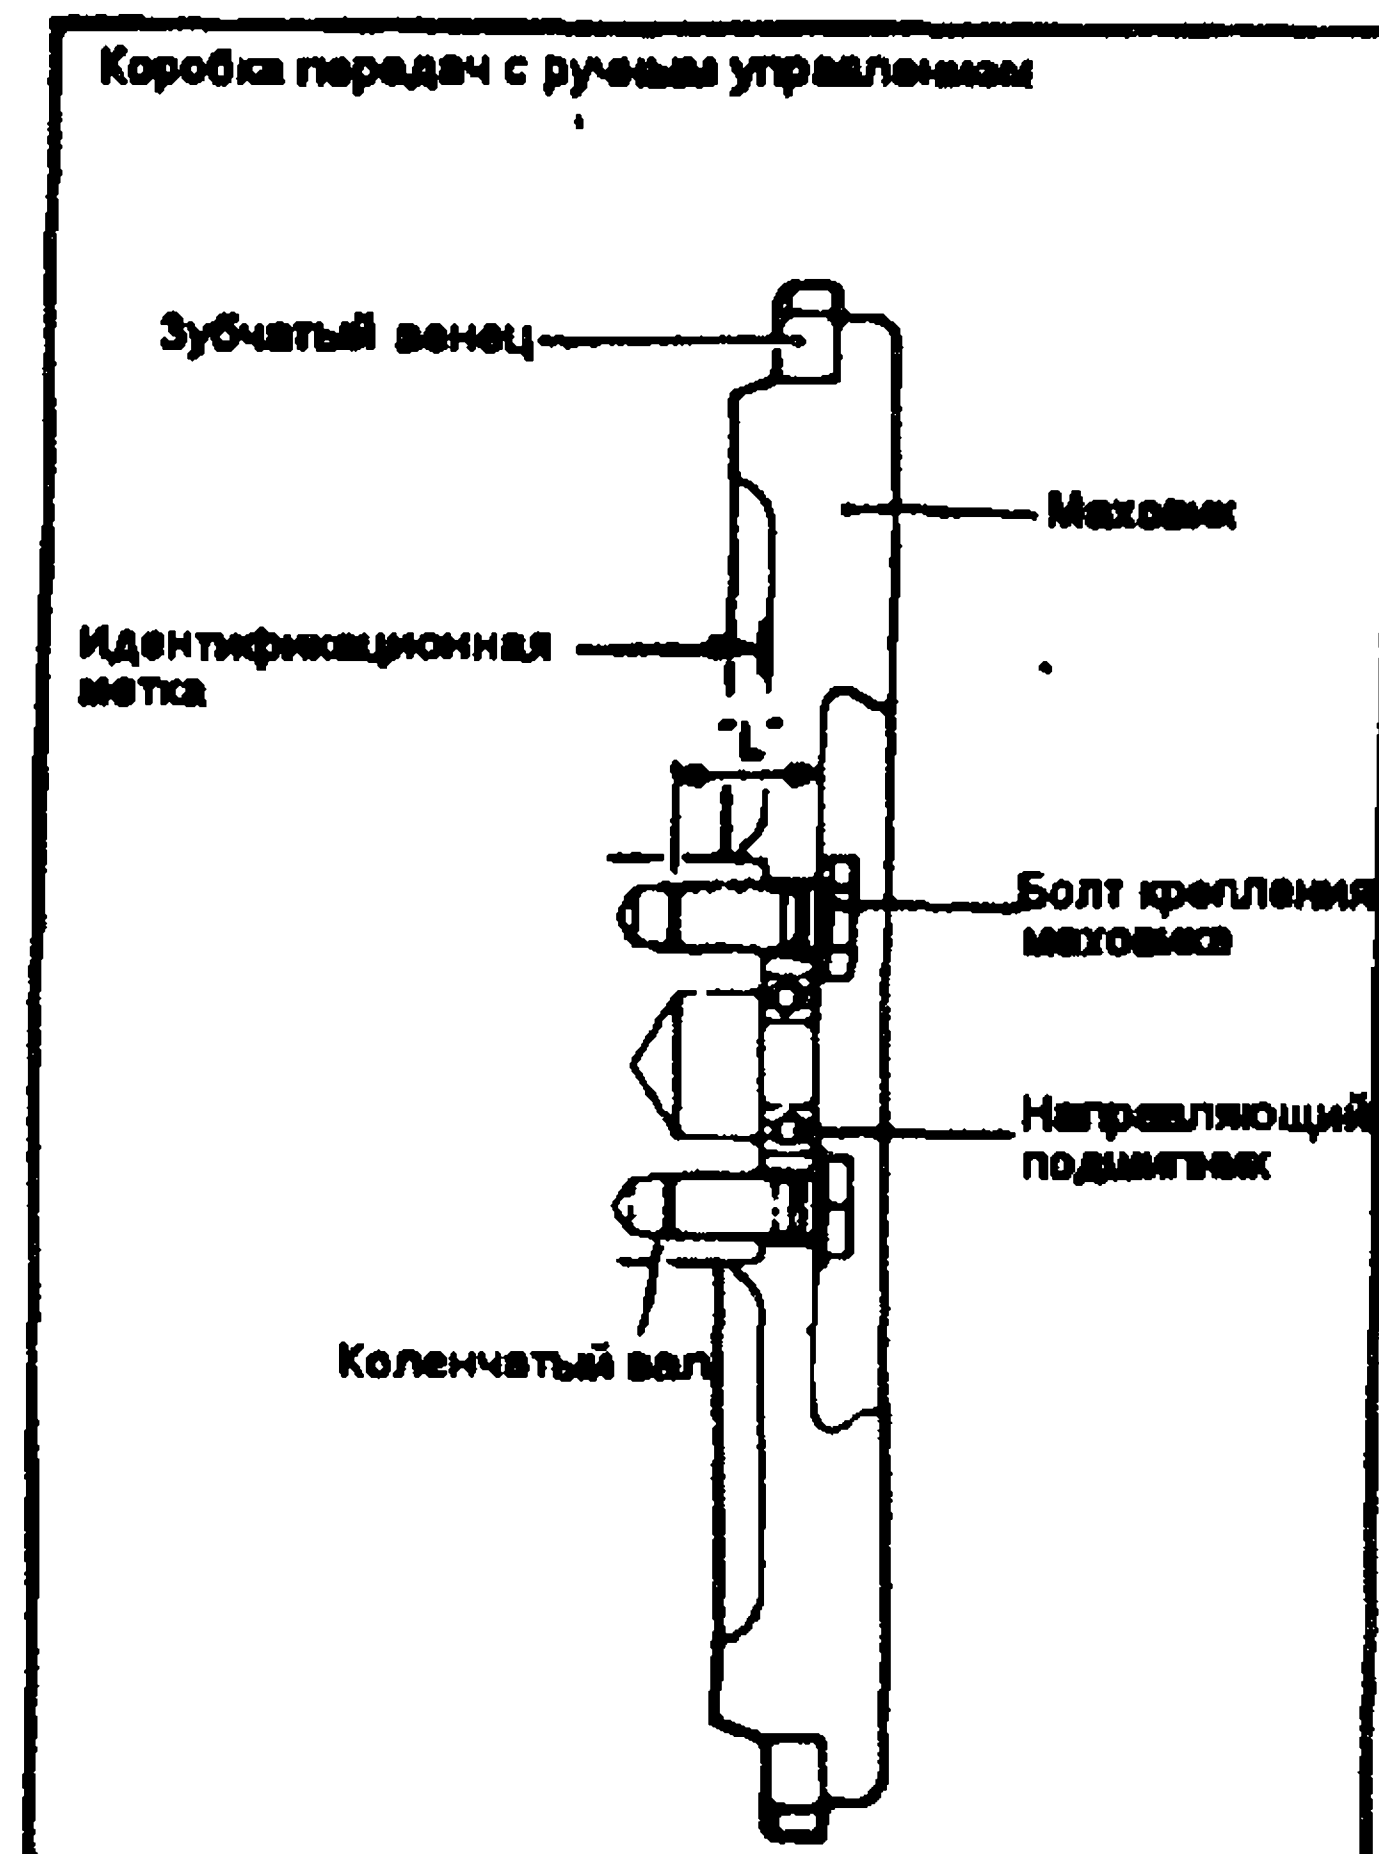 Коробка передач с ручным управлением
Зубчатый венец
Маховик
Идентификационная
метка
L
Болт крепления
маховика
Направляющий
подшипник
Коленчатый вал